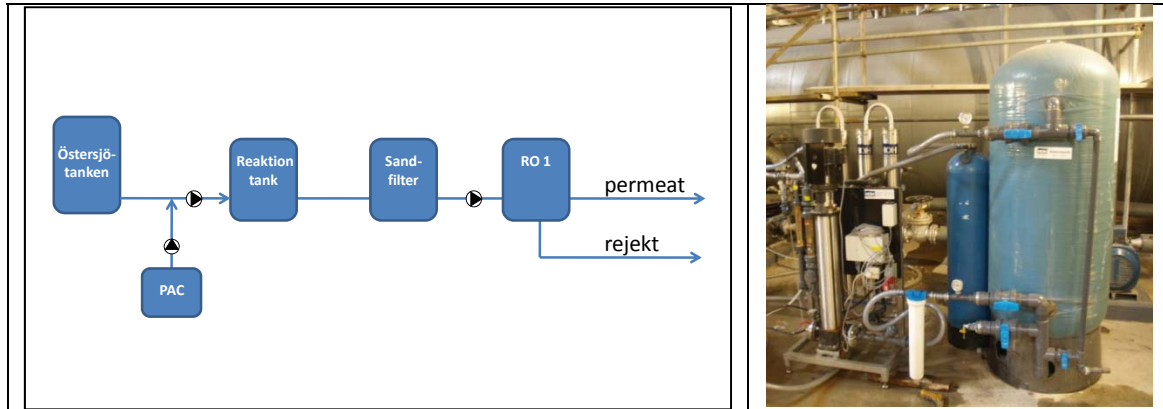 Östersjö-
tanken
Reaktion
tank
Sand-
filter
RO 1
permeat
rejekt
PAC